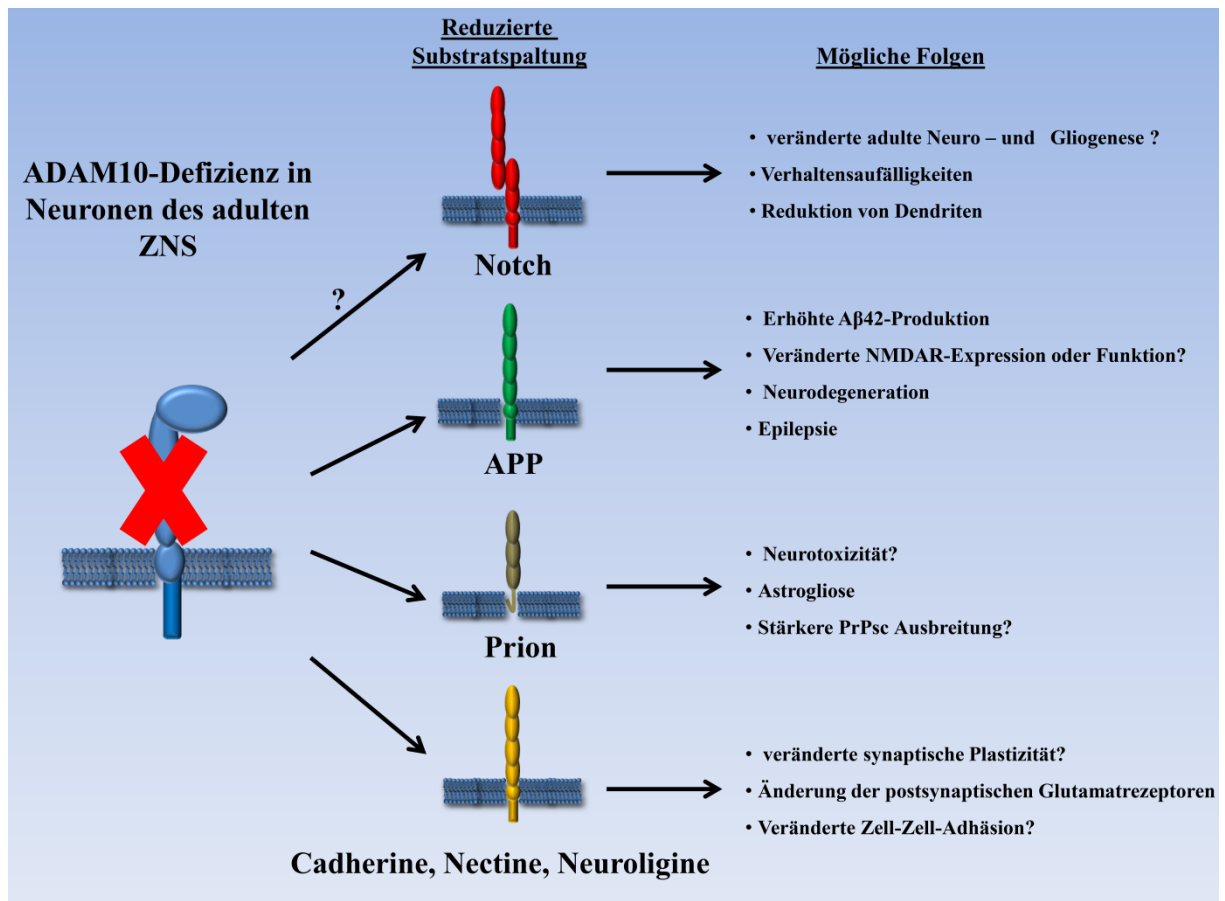 Reduzierte
Substratspaltung
Mögliche Folgen
ADAM10-Defizienz in
Neuronen des adulten
ZNS
?
Notch
• veränderte adulte Neuro – und Gliogenese ?
• Verhaltensaufälligkeiten
• Reduktion von Dendriten
APP
• Erhöhte Aβ42-Produktion
• Veränderte NMDAR-Expression oder Funktion?
• Neurodegeneration
• Epilepsie
Prion
• Neurotoxizität?
• Astrogliose
• Stärkere PrPsc Ausbreitung?
Cadherine, Nectine, Neuroligine
• veränderte synaptische Plastizität?
• Änderung der postsynaptischen Glutamatrezeptoren
• Veränderte Zell-Zell-Adhäsion?